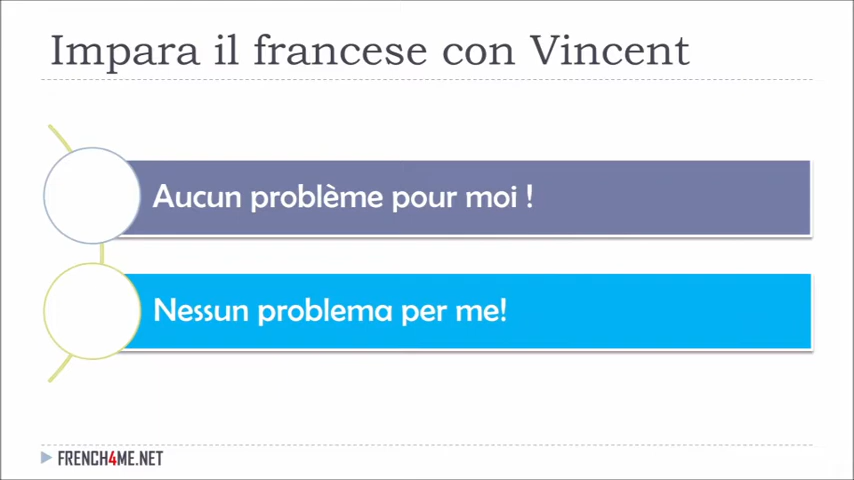 Impara il francese con Vincent
Aucun problème pour moi !
Nessun problema per me!
FRENCH4ME.NET